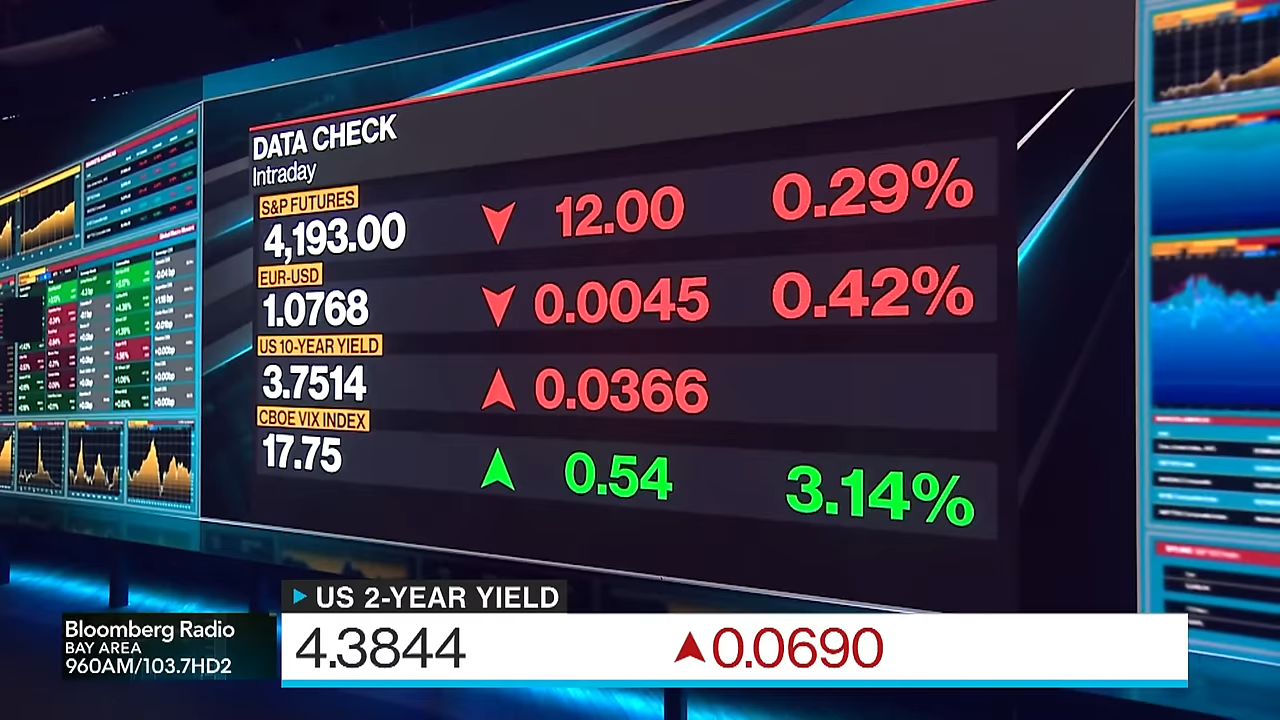 DATA CHECK
Intraday
S&P FUTURES
4,193.00 12.00 0.29%
EUR-USD
1.0768 0.0045 0.42%
US 10-YEAR YIELD
3.7514 0.0366
CBOE VIX INDEX
17.75 0.54 3.14%
US 2-YEAR YIELD
4.3844 0.0690
Bloomberg Radio
BAY AREA
960AM/103.7HD2